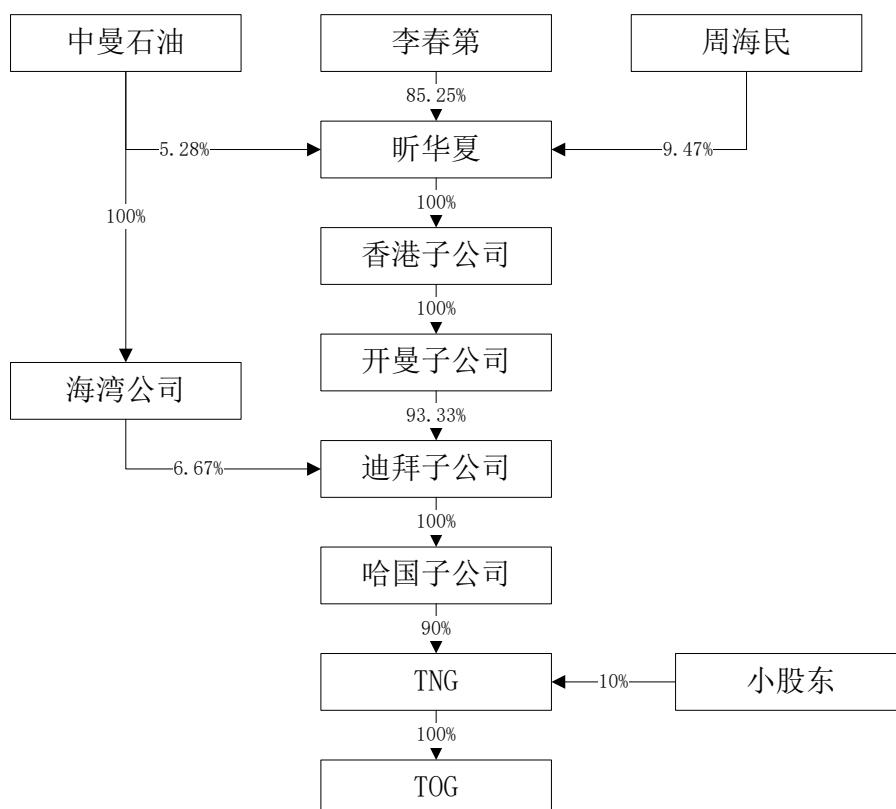 中曼石油
李春第
周海民
85.25%
5.28%
昕华夏
9.47%
100%
100%
香港子公司
100%
开曼子公司
海湾公司
93.33%
6.67%
迪拜子公司
100%
哈国子公司
90%
TNG
10%
小股东
100%
TOG